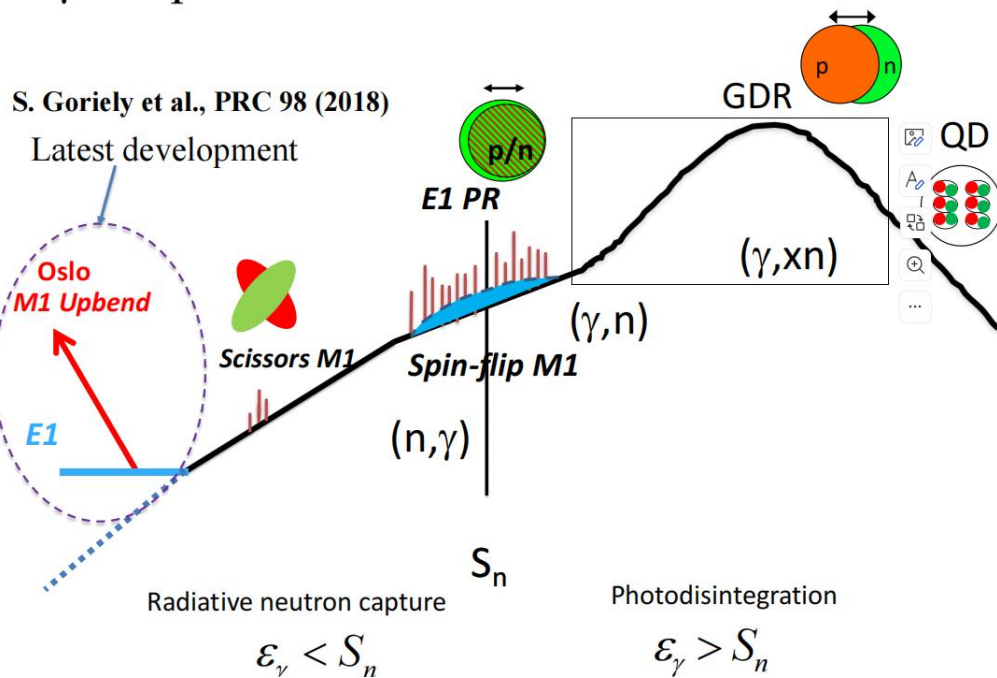 S. Goriely et al., PRC 98 (2018)
Latest development
Oslo
M1 Upbend
E1
Scissors M1
p/n
E1 PR
Spin-flip M1
(n,γ)
(γ,n)
p n
GDR
QD
(γ,xn)
Sn
Radiative neutron capture
εγ < Sn
Photodisintegration
εγ > Sn